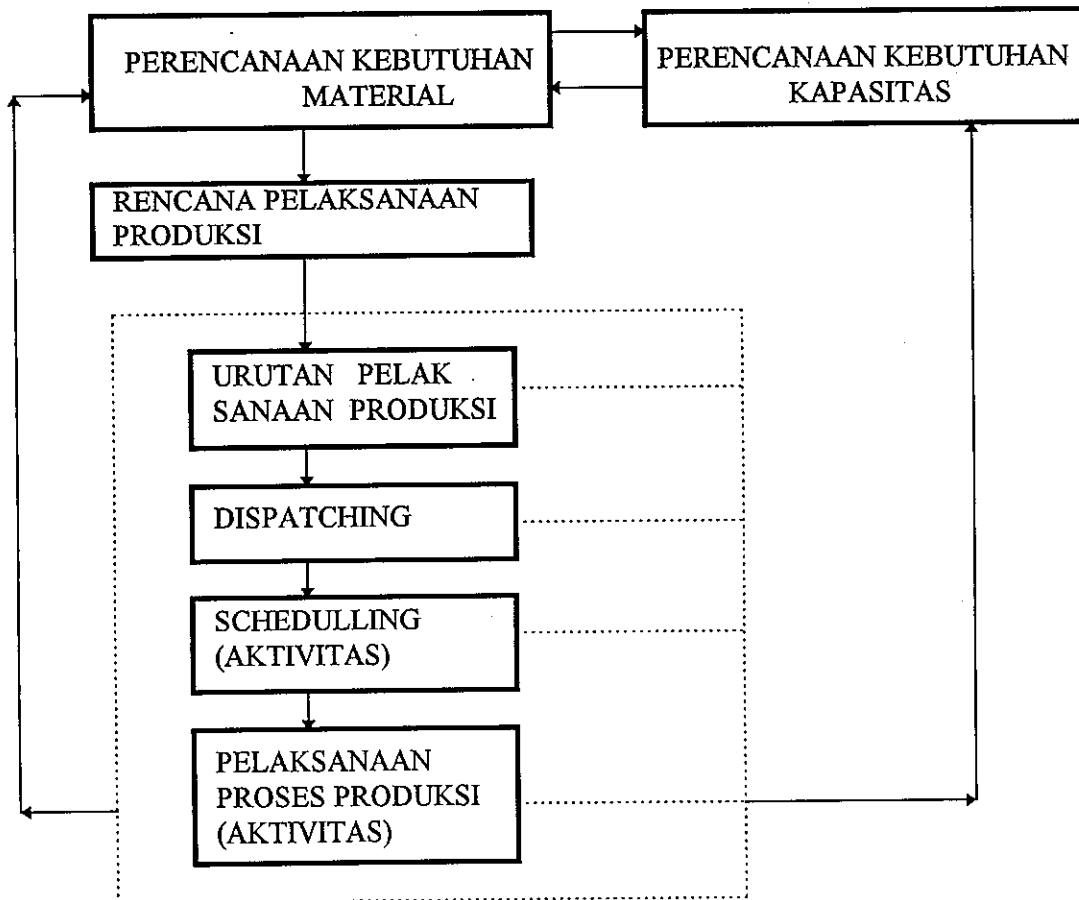 PERENCANAAN KEBUTUHAN
MATERIAL
PERENCANAAN KEBUTUHAN
KAPASITAS
RENCANA PELAKSANAAN
PRODUKSI
URUTAN PELAK
SANAAN PRODUKSI
DISPATCHING
SCHEDULLING
(AKTIVITAS)
PELAKSANAAN
PROSES PRODUKSI
(AKTIVITAS)